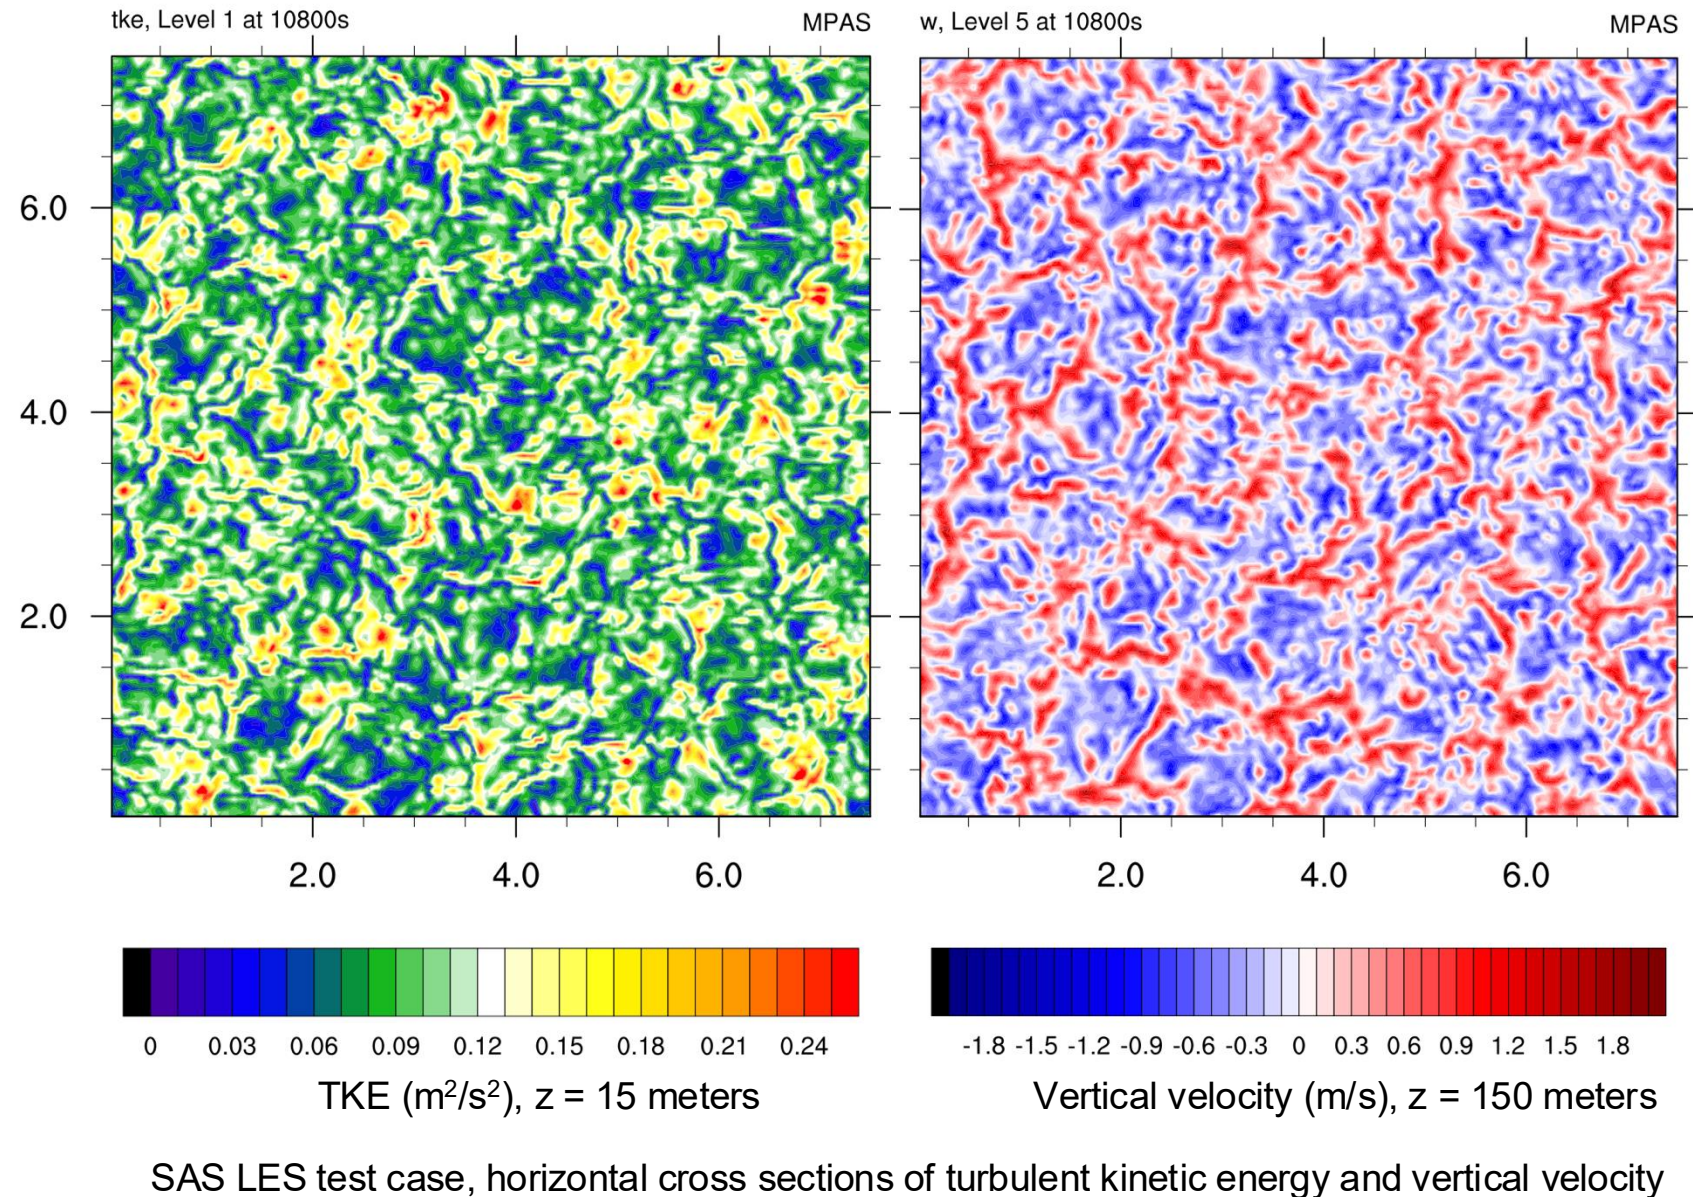 tke, Level 1 at 10800s MPAS
w, Level 5 at 10800s MPAS
6.0
4.0
2.0
2.0 4.0 6.0
2.0 4.0 6.0
0 0.03 0.06 0.09 0.12 0.15 0.18 0.21 0.24
-1.8 -1.5 -1.2 -0.9 -0.6 -0.3 0 0.3 0.6 0.9 1.2 1.5 1.8
TKE (m²/s²), z = 15 meters
Vertical velocity (m/s), z = 150 meters
SAS LES test case, horizontal cross sections of turbulent kinetic energy and vertical velocity